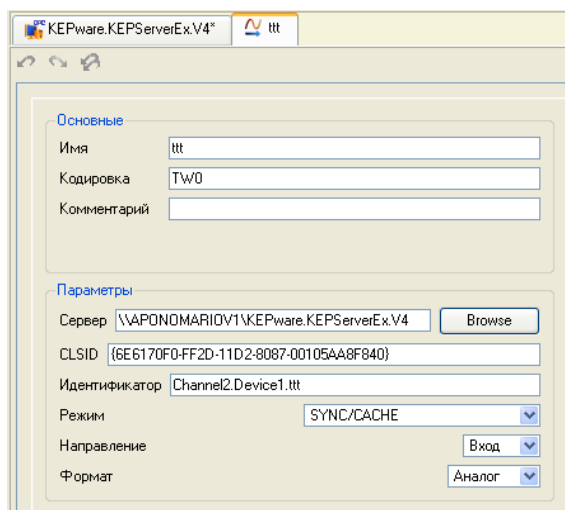 KEPware.KEPServerEx.V4* ttt
Основные
Имя ttt
Кодировка TW0
Комментарий
Параметры
Сервер \\APONOMARIOV1\KEPware.KEPServerEx.V4 Browse
CLSID {6E6170F0-FF2D-11D2-8087-00105AA8F840}
Идентификатор Channel2.Device1.ttt
Режим SYNC/CACHE
Направление Вход
Формат Аналог